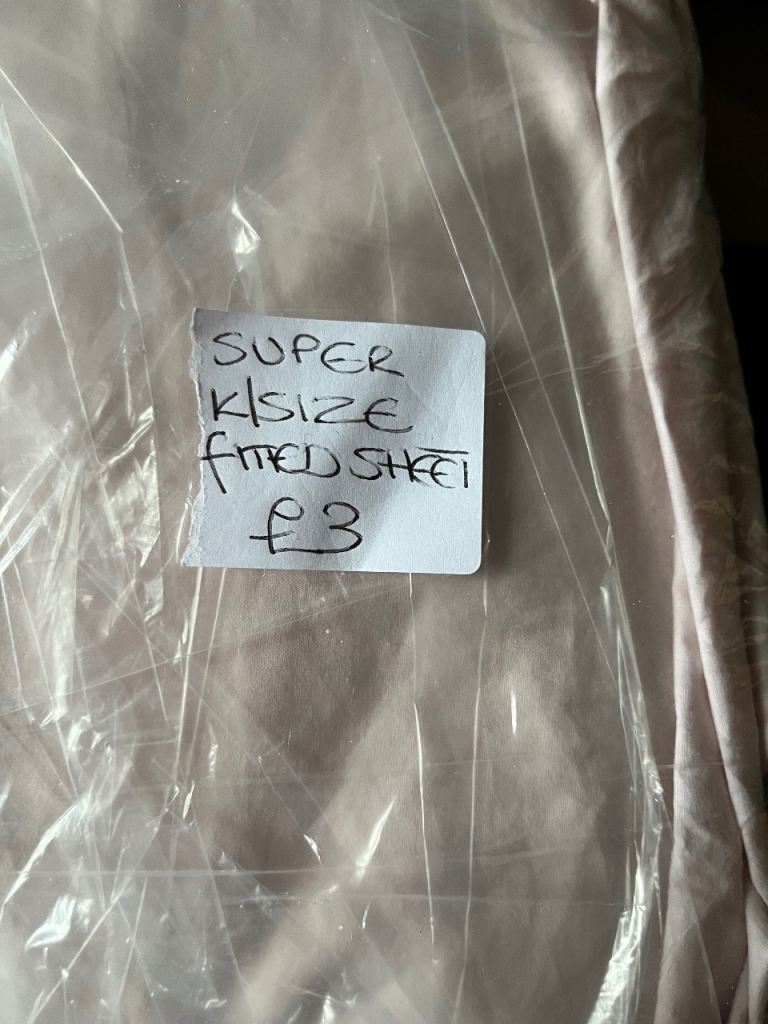 SUPER
K/SIZE
FITTED SHEET
£3